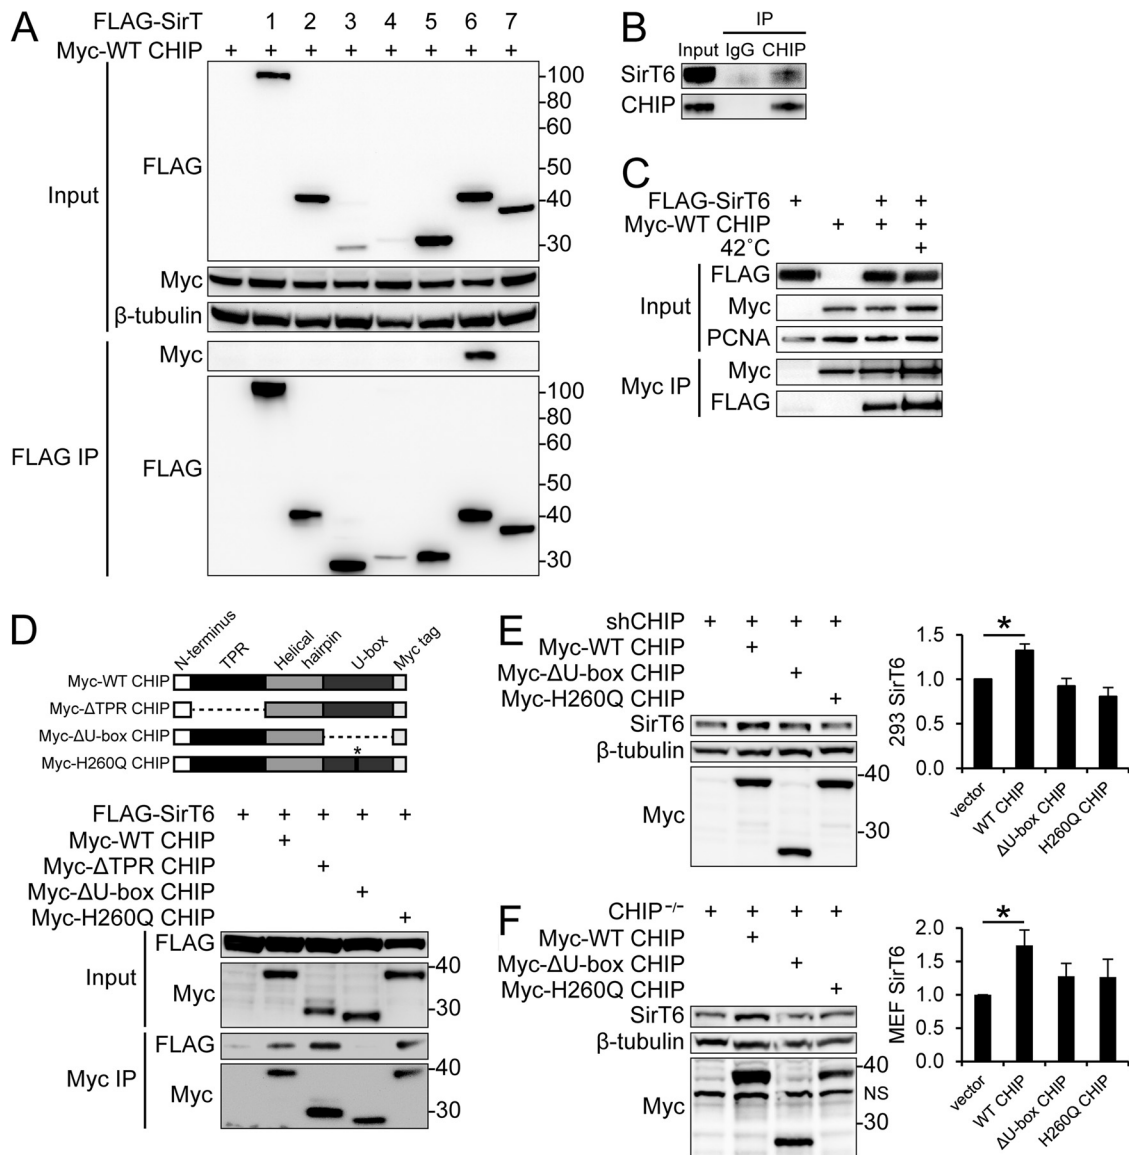 A
FLAG-SirT 1 2 3 4 5 6 7
Myc-WT CHIP + + + + + + + +
Input
FLAG
-100
-80
-60
-50
-40
-30
Myc
β-tubulin
FLAG IP
Myc
FLAG
-100
-80
-60
-50
-40
-30
B
IP
Input IgG CHIP
SirT6
CHIP
C
FLAG-SirT6 + + +
Myc-WT CHIP + + +
42˚C +
Input
FLAG
Myc
PCNA
Myc IP
Myc
FLAG
D
N-terminus
TPR
Helical hairpin
U-box
Myc tag
Myc-WT CHIP
Myc-ΔTPR CHIP
Myc-ΔU-box CHIP
*
Myc-H260Q CHIP
FLAG-SirT6 + + + + +
Myc-WT CHIP +
Myc-ΔTPR CHIP +
Myc-ΔU-box CHIP +
Myc-H260Q CHIP +
Input
FLAG
Myc
-40
-30
Myc IP
FLAG
Myc
-40
-30
E
shCHIP + + + +
Myc-WT CHIP +
Myc-ΔU-box CHIP +
Myc-H260Q CHIP +
SirT6
β-tubulin
Myc
-40
-30
293 SirT6
1.5
1.0
0.5
0.0
*
vector
WT CHIP
ΔU-box CHIP
H260Q CHIP
F
CHIP⁻/⁻ + + + +
Myc-WT CHIP +
Myc-ΔU-box CHIP +
Myc-H260Q CHIP +
SirT6
β-tubulin
Myc
-40
NS
-30
MEF SirT6
2.0
1.5
1.0
0.5
0.0
*
vector
WT CHIP
ΔU-box CHIP
H260Q CHIP